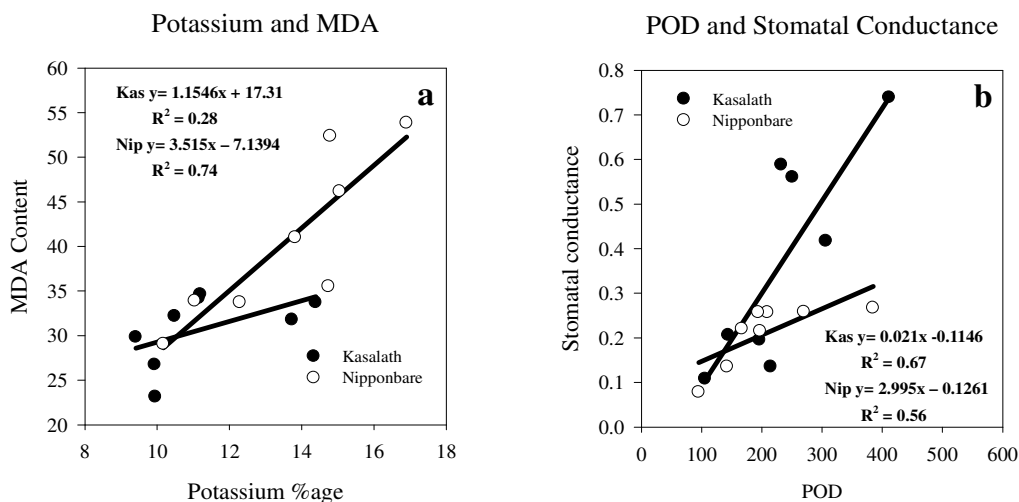 Potassium and MDA
60
50
45
40
35
30
25
20
55
MDA Content
Kas y= 1.1546x + 17.31
R² = 0.28
Nip y= 3.515x – 7.1394
R² = 0.74
a
Kasalath
Nipponbare
8 10 12 14 16 18
Potassium %age
POD and Stomatal Conductance
0.8
0.7
0.6
0.5
0.4
0.3
0.2
0.1
0.0
Stomatal conductance
Kasalath
Nipponbare
b
Kas y= 0.021x -0.1146
R² = 0.67
Nip y= 2.995x – 0.1261
R² = 0.56
0 100 200 300 400 500 600
POD